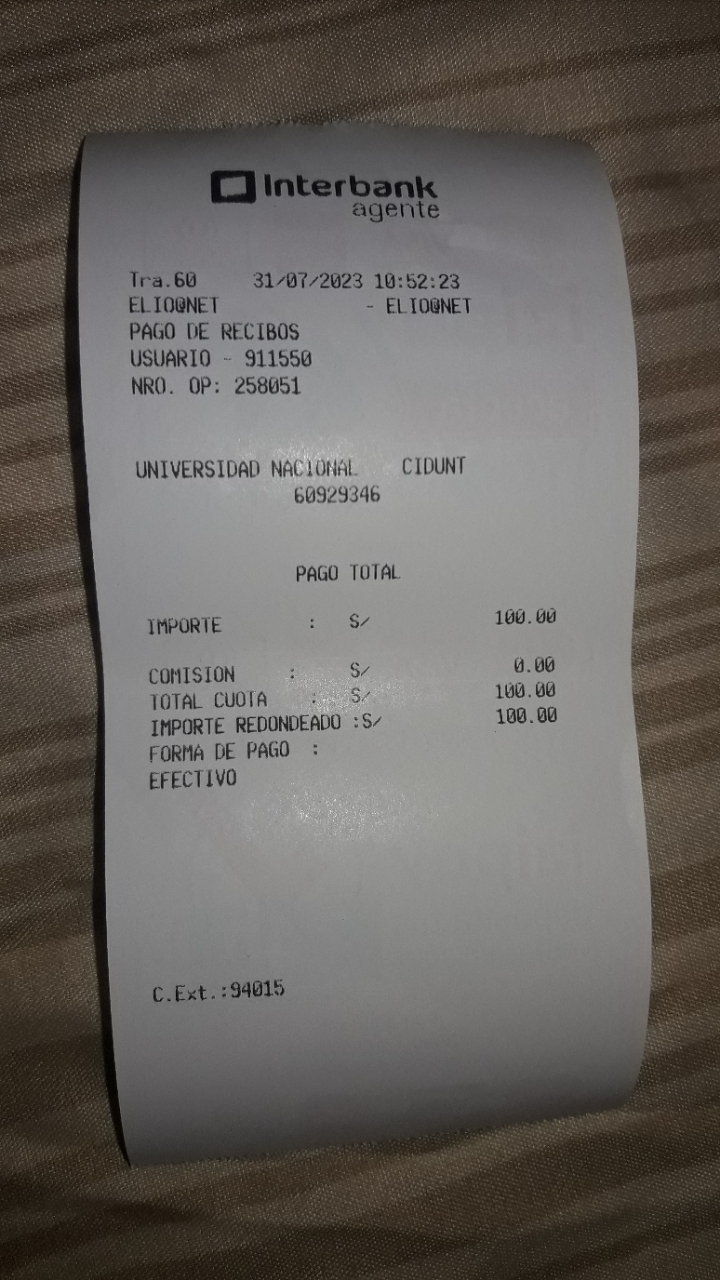 Interbank
agente
Tra.60 31/07/2023 10:52:23
ELIO@NET - ELIO@NET
PAGO DE RECIBOS
USUARIO - 911550
NRO. OP: 258051
UNIVERSIDAD NACIONAL CIDUNT
60929346
PAGO TOTAL
IMPORTE : S/ 100.00
COMISION : S/ 0.00
TOTAL CUOTA : S/ 100.00
IMPORTE REDONDEADO :S/ 100.00
FORMA DE PAGO :
EFECTIVO
C.Ext.:94015